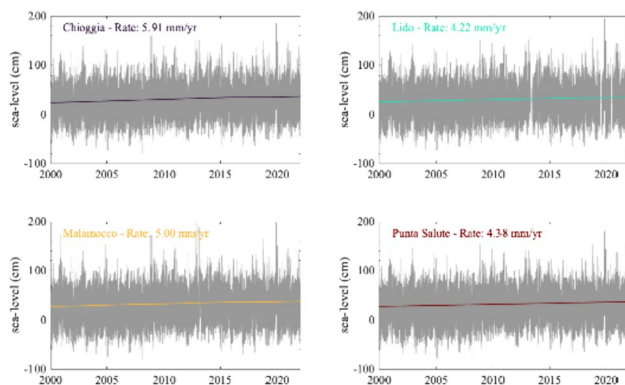 200
100
0
-100
sea-level (cm)
Chioggia - Rate: 5.91 mm/yr
2000 2005 2010 2015 2020
200
100
0
-100
sea-level (cm)
Lido - Rate: 4.22 mm/yr
2000 2005 2010 2015 2020
200
100
0
-100
sea-level (cm)
Malamocco - Rate: 5.00 mm/yr
2000 2005 2010 2015 2020
200
100
0
-100
sea-level (cm)
Punta Salute - Rate: 4.38 mm/yr
2000 2005 2010 2015 2020